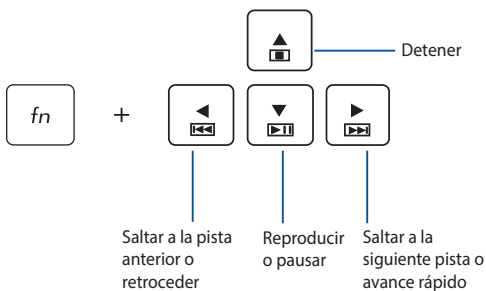 Detener
fn
+
Saltar a la pista
anterior o
retroceder
Reproducir
o pausar
Saltar a la
siguiente pista o
avance rápido